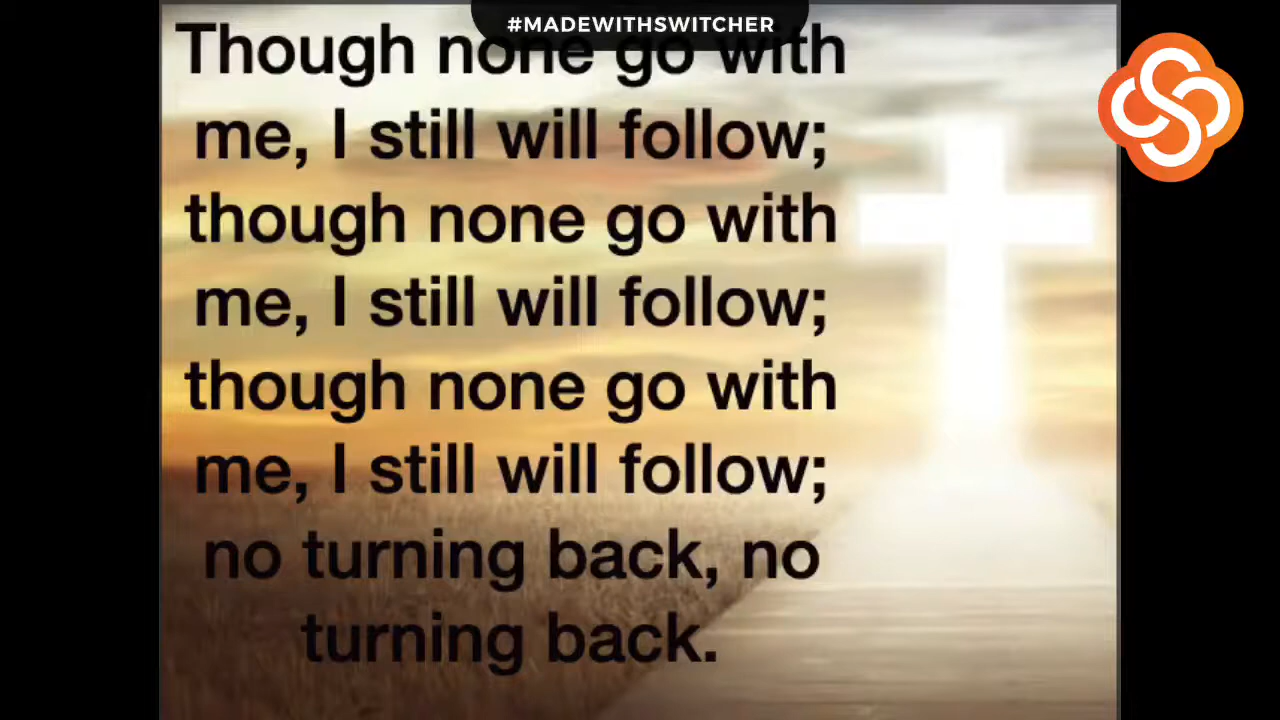 #MADEWITHSWITCHER
Though none go with
me, I still will follow;
though none go with
me, I still will follow;
though none go with
me, I still will follow;
no turning back, no
turning back.